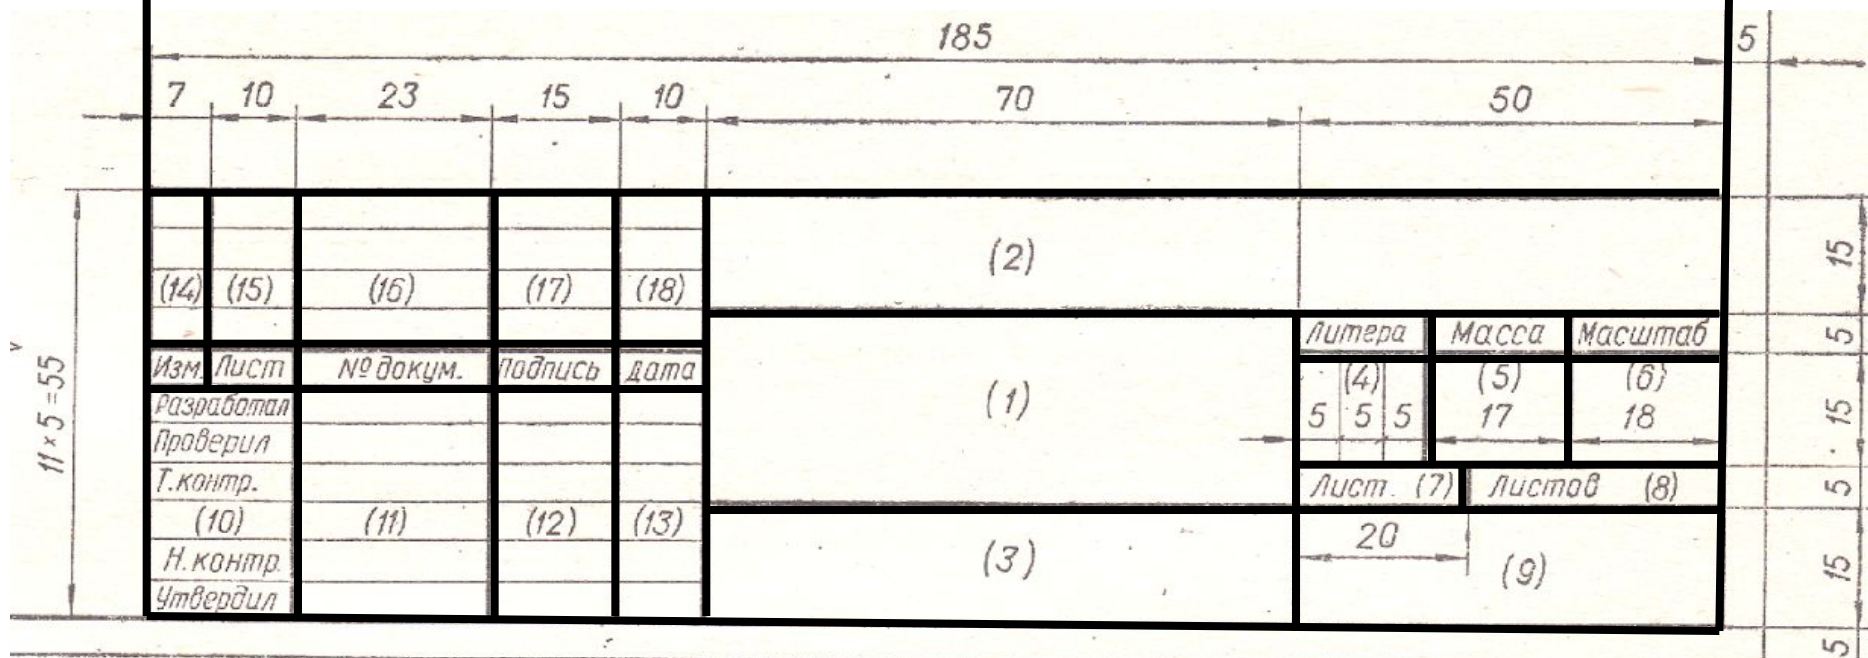 185 5
7 10 23 15 10 70 50
(2)
15
(14) (15) (16) (17) (18)
Литера Масса Масштаб
5
Изм. Лист № докум. Подпись дата
(4) (5) (6)
11×5=55
Разработал
(1)
5 5 5 17 18
15
Проверил
Т.контр.
Лист. (7) Листов (8)
5
(10) (11) (12) (13)
20
Н.контр.
(3)
(9)
15
Утвердил
5